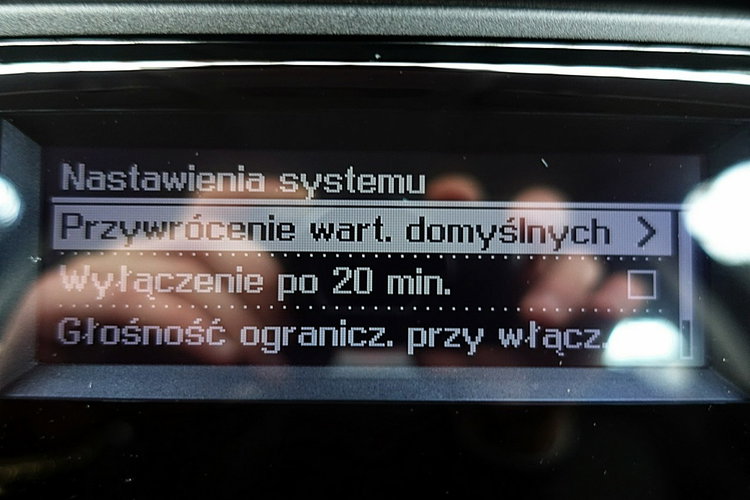 Nastawienia systemu
Przywrócenie wart. domyślnych
Wyłączenie po 20 min.
Głośność ogranicz. przy włącz.